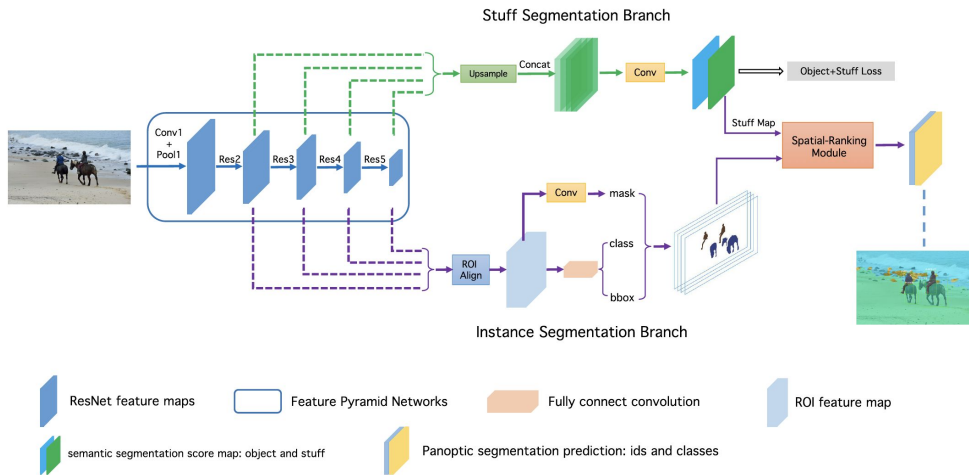 Stuff Segmentation Branch
Upsample
Concat
Conv
Object+Stuff Loss
Stuff Map
Spatial-Ranking
Module
Conv1
+
Pool1
Res2
Res3
Res4
Res5
ROI
Align
Conv
mask
class
bbox
Instance Segmentation Branch
ResNet feature maps
Feature Pyramid Networks
Fully connect convolution
ROI feature map
semantic segmentation score map: object and stuff
Panoptic segmentation prediction: ids and classes